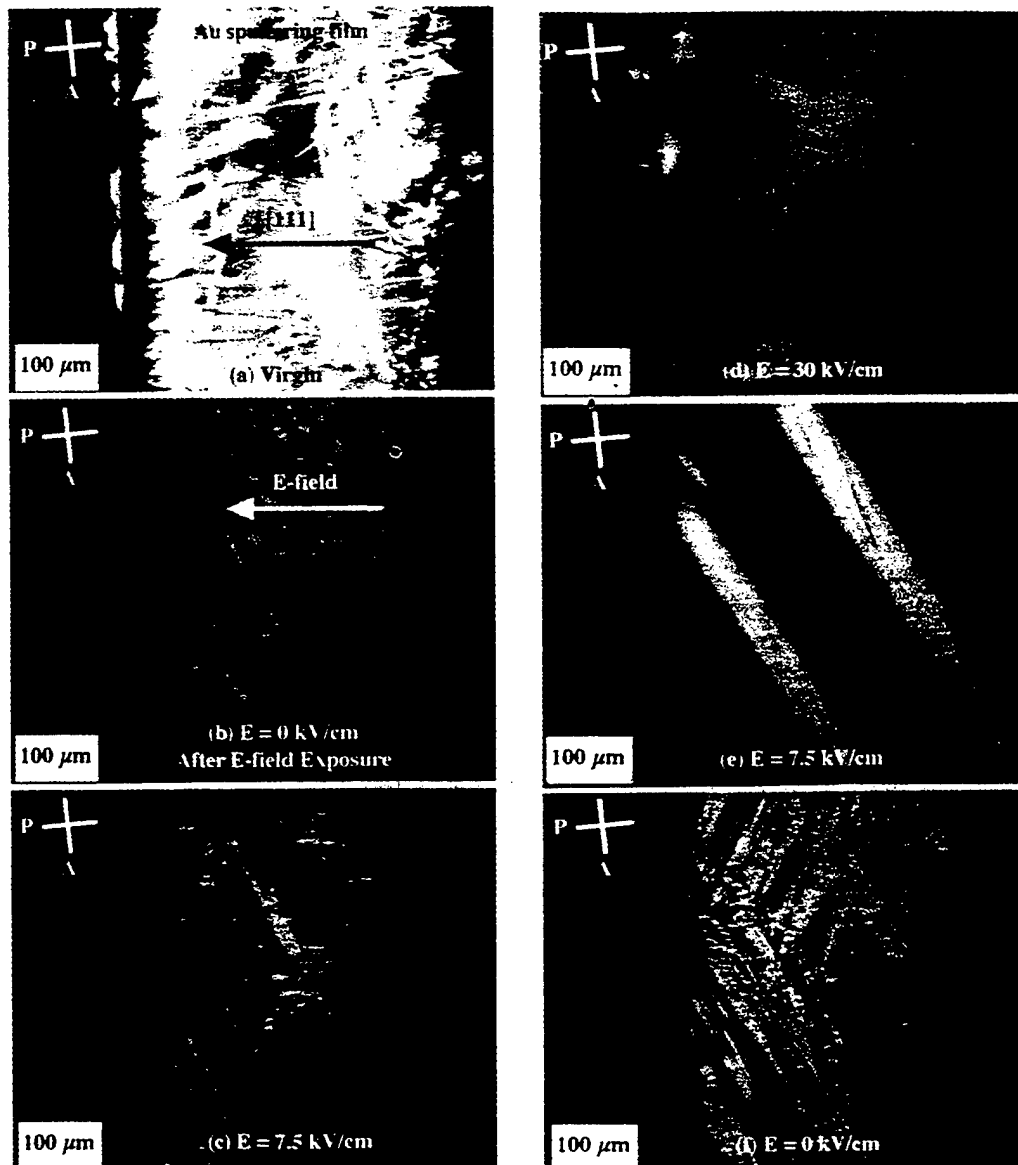 P
A
Au sputtering film
[111]
100 μm
(a) Virgin
P
A
E-field
(b) E = 0 kV/cm
After E-field Exposure
100 μm
P
A
(c) E = 7.5 kV/cm
100 μm
P
A
(d) E = 30 kV/cm
100 μm
P
A
(e) E = 7.5 kV/cm
100 μm
P
A
(f) E = 0 kV/cm
100 μm